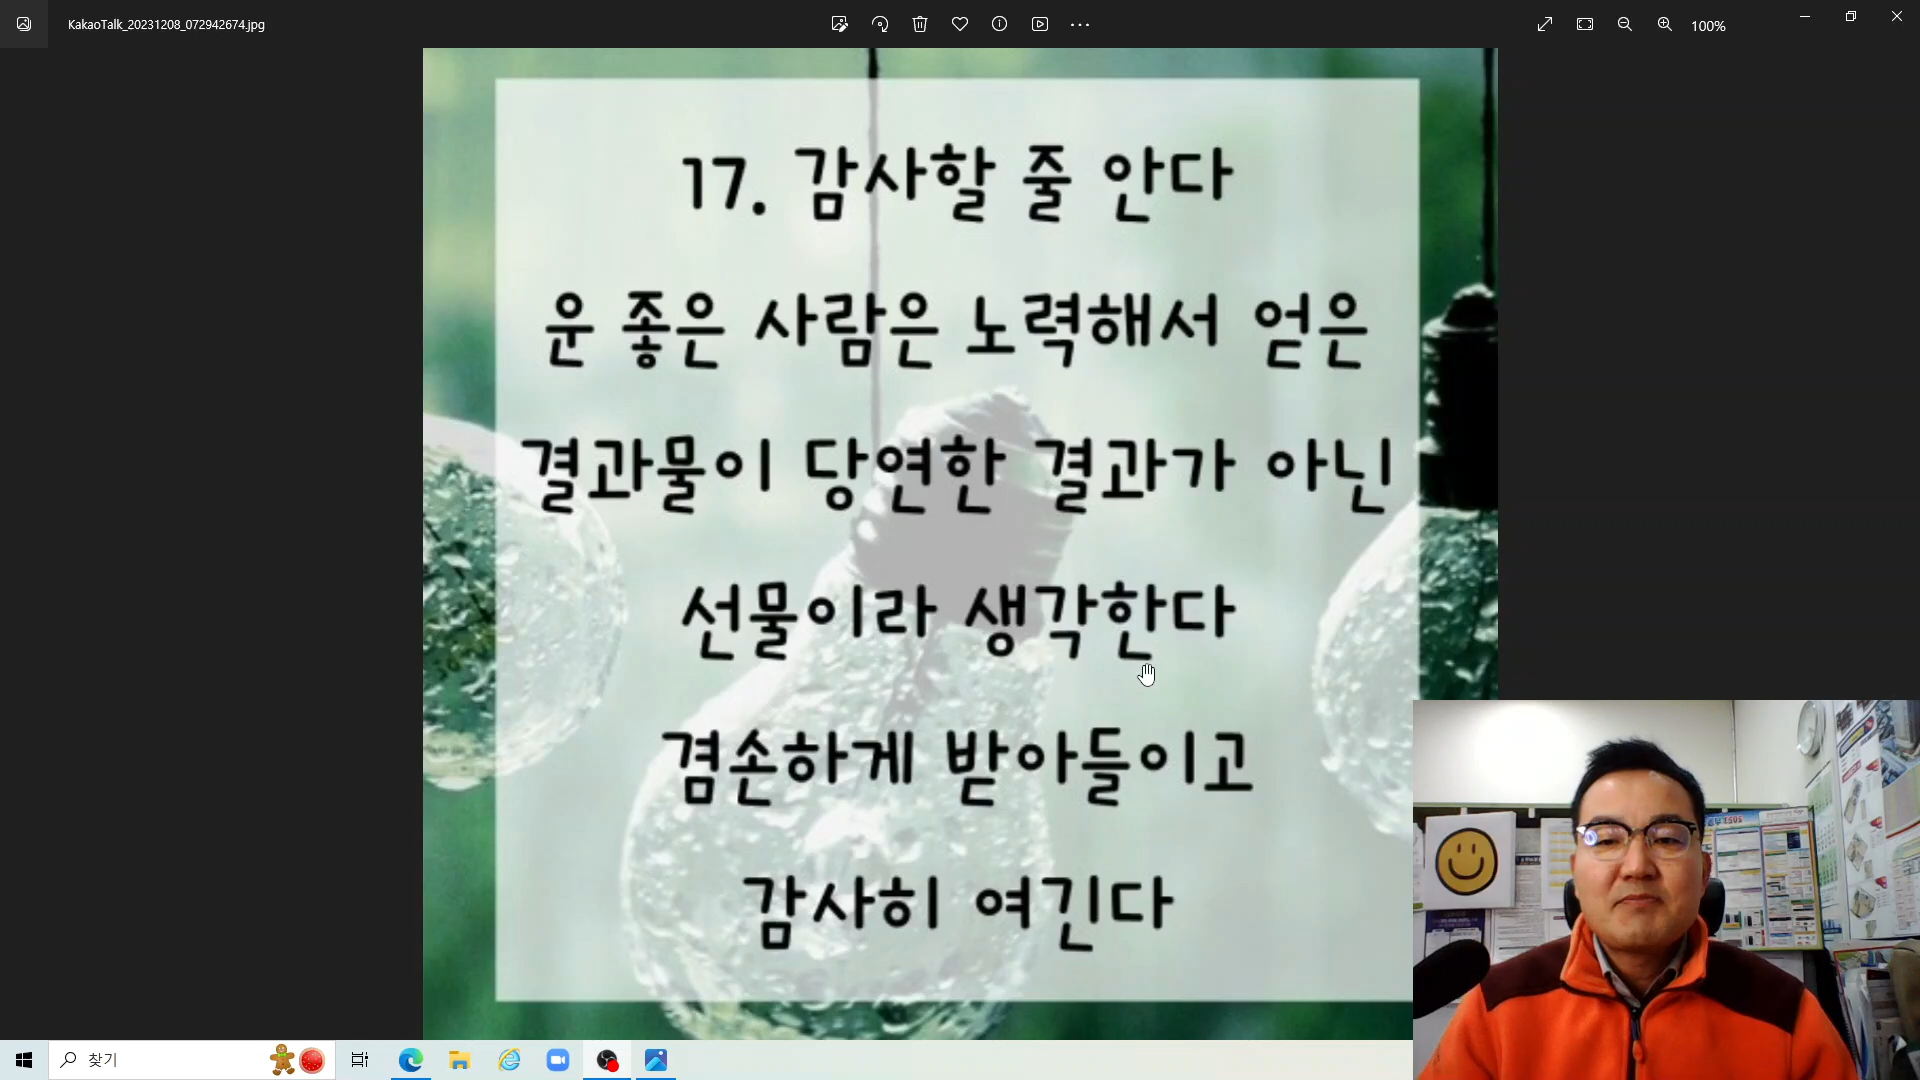 KakaoTalk_20231208_072942674.jpg
100%
17. 감사할 줄 안다
운 좋은 사람은 노력해서 얻은
결과물이 당연한 결과가 아닌
선물이라 생각한다
겸손하게 받아들이고
감사히 여긴다
찾기